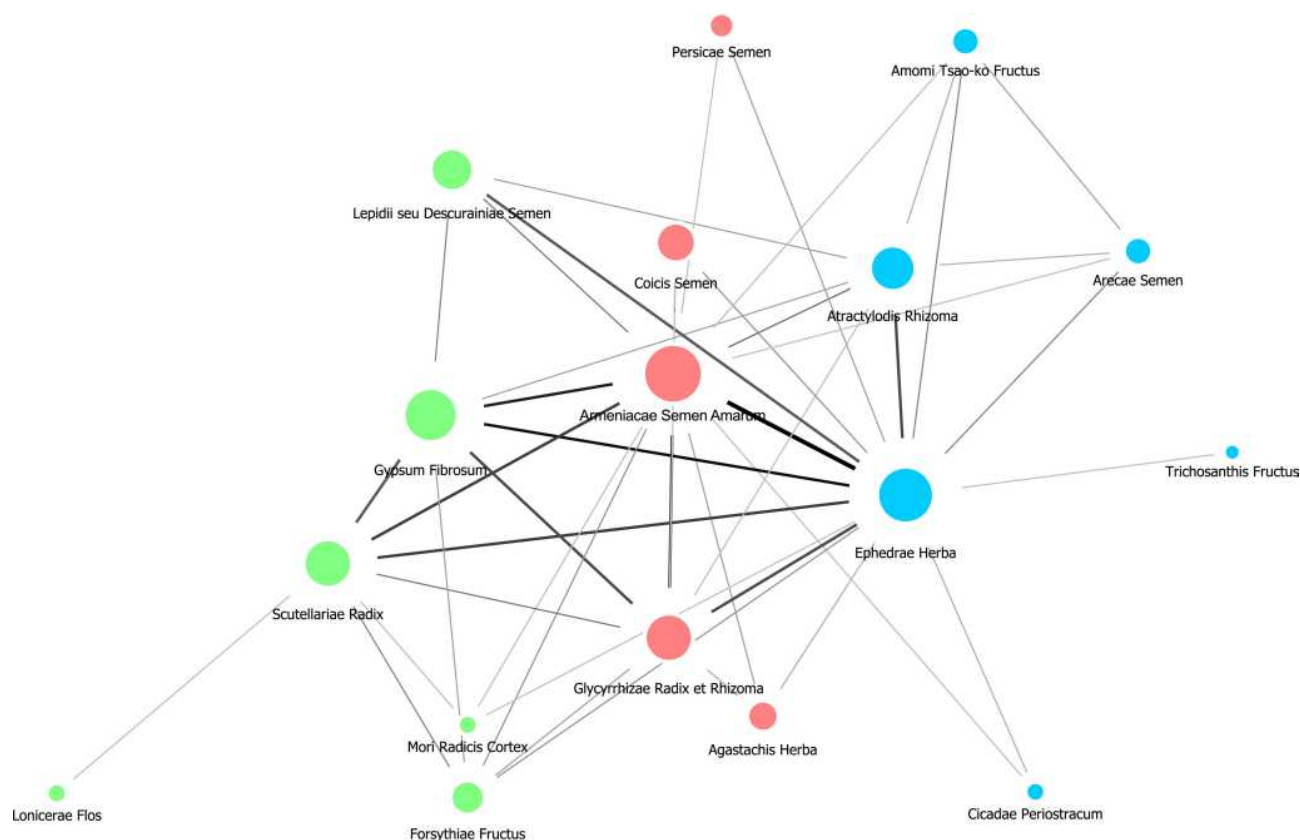 Persicae Semen
Amomi Tsao-ko Fructus
Lepidii seu Descurainiae Semen
Coicis Semen
Arecae Semen
Atractylodis Rhizoma
Armeniacae Semen Amarum
Gypsum Fibrosum
Trichosanthis Fructus
Ephedrae Herba
Scutellariae Radix
Glycyrrhizae Radix et Rhizoma
Mori Radicis Cortex
Agastachis Herba
Lonicerae Flos
Cicadae Periostracum
Forsythiae Fructus